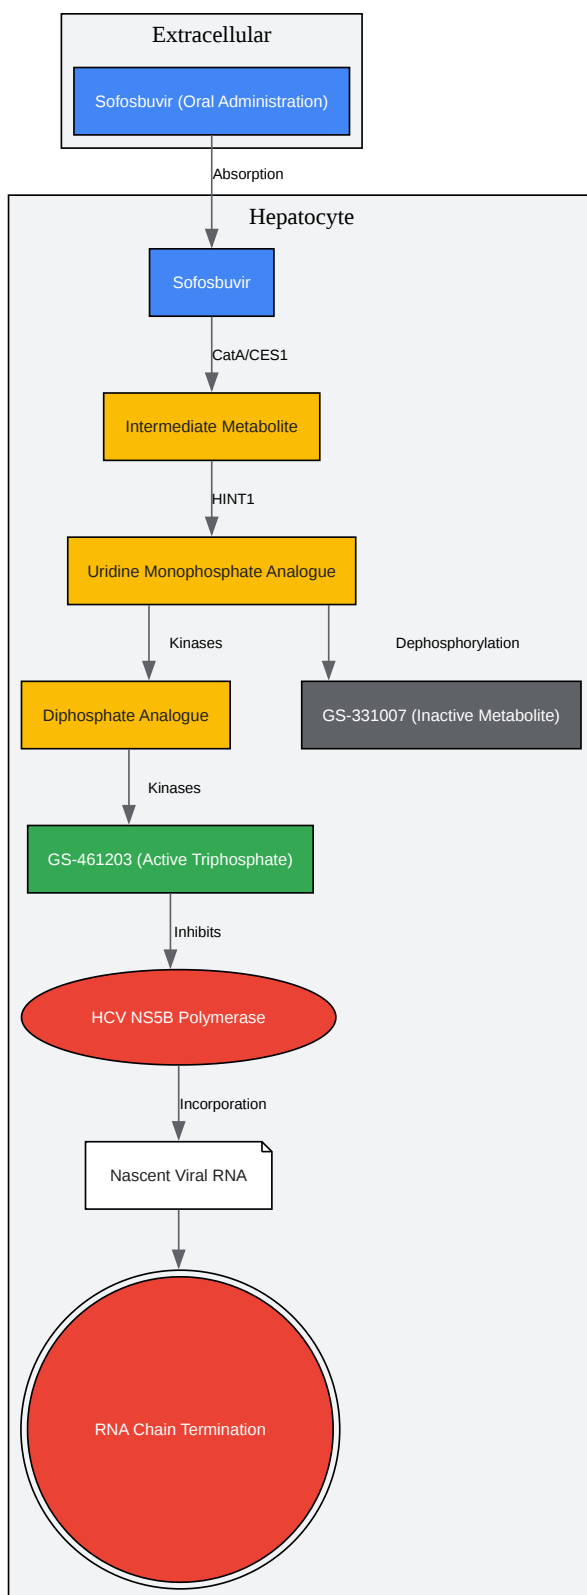 Extracellular
Sofosbuvir (Oral Administration)
Absorption
Hepatocyte
Sofosbuvir
CatA/CES1
Intermediate Metabolite
HINT1
Uridine Monophosphate Analogue
Kinases
Dephosphorylation
Diphosphate Analogue
GS-331007 (Inactive Metabolite)
Kinases
GS-461203 (Active Triphosphate)
Inhibits
HCV NS5B Polymerase
Incorporation
Nascent Viral RNA
RNA Chain Termination